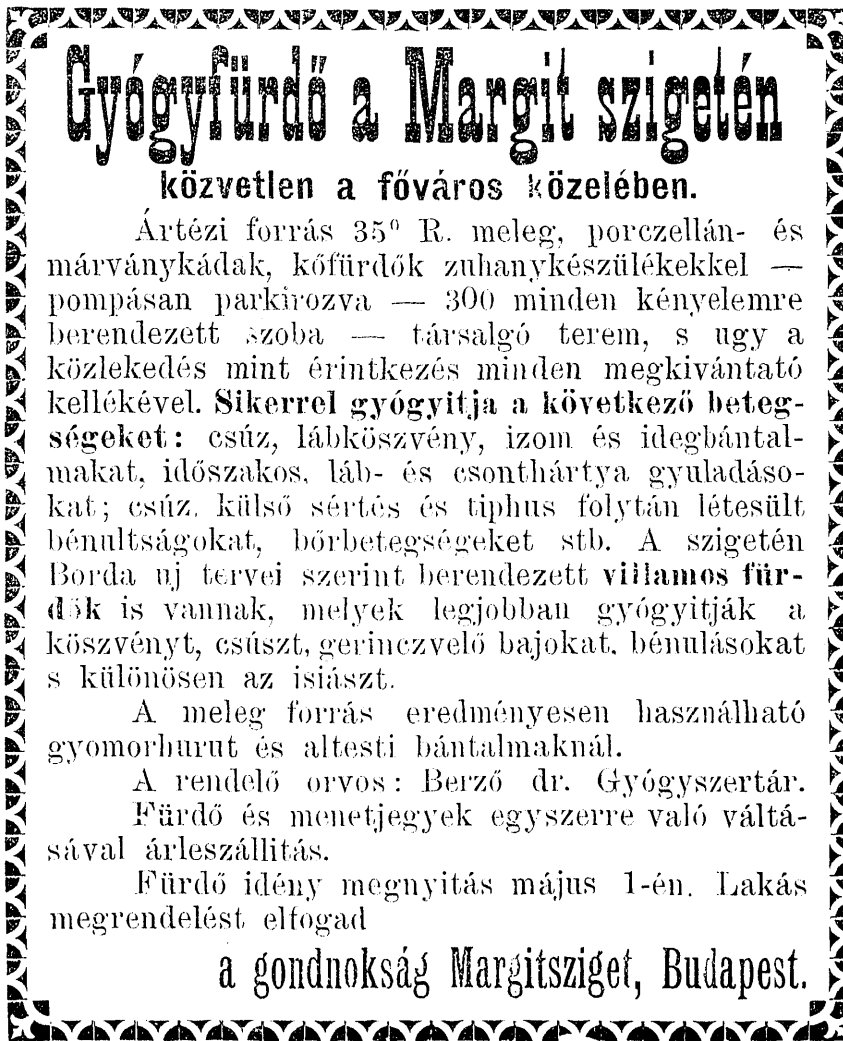 Gyógyfürdő a Margit szigetén
közvetlen a főváros közelében.
Ártézi forrás 35⁰ R. meleg, porczellán- és
márványkádak, kőfürdők zuhanykészülékekkel —
pompásan parkirozva — 300 minden kényelemre
berendezett szoba — társalgó terem, s ugy a
közlekedés mint érintkezés minden megkivántató
kellékével. Sikerrel gyógyitja a következő beteg-
ségeket: csúz, lábköszvény, izom és idegbántal-
makat, időszakos, láb- és csonthártya gyuladáso-
kat; csúz, külső sértés és tiphus folytán létesült
bénultságokat, bőrbetegségeket stb. A szigetén
Borda uj tervei szerint berendezett villamos für-
dők is vannak, melyek legjobban gyógyitják a
köszvényt, csúszt, gerinczvelő bajokat, bénulásokat
s különösen az isiászt.
A meleg forrás eredményesen használható
gyomorhurut és altesti bántalmaknál.
A rendelő orvos: Berző dr. Gyógyszertár.
Fürdő és menetjegyek egyszerre való váltá-
sával árleszállitás.
Fürdő idény megnyitás május 1-én. Lakás
megrendelést elfogad
a gondnokság Margitsziget, Budapest.